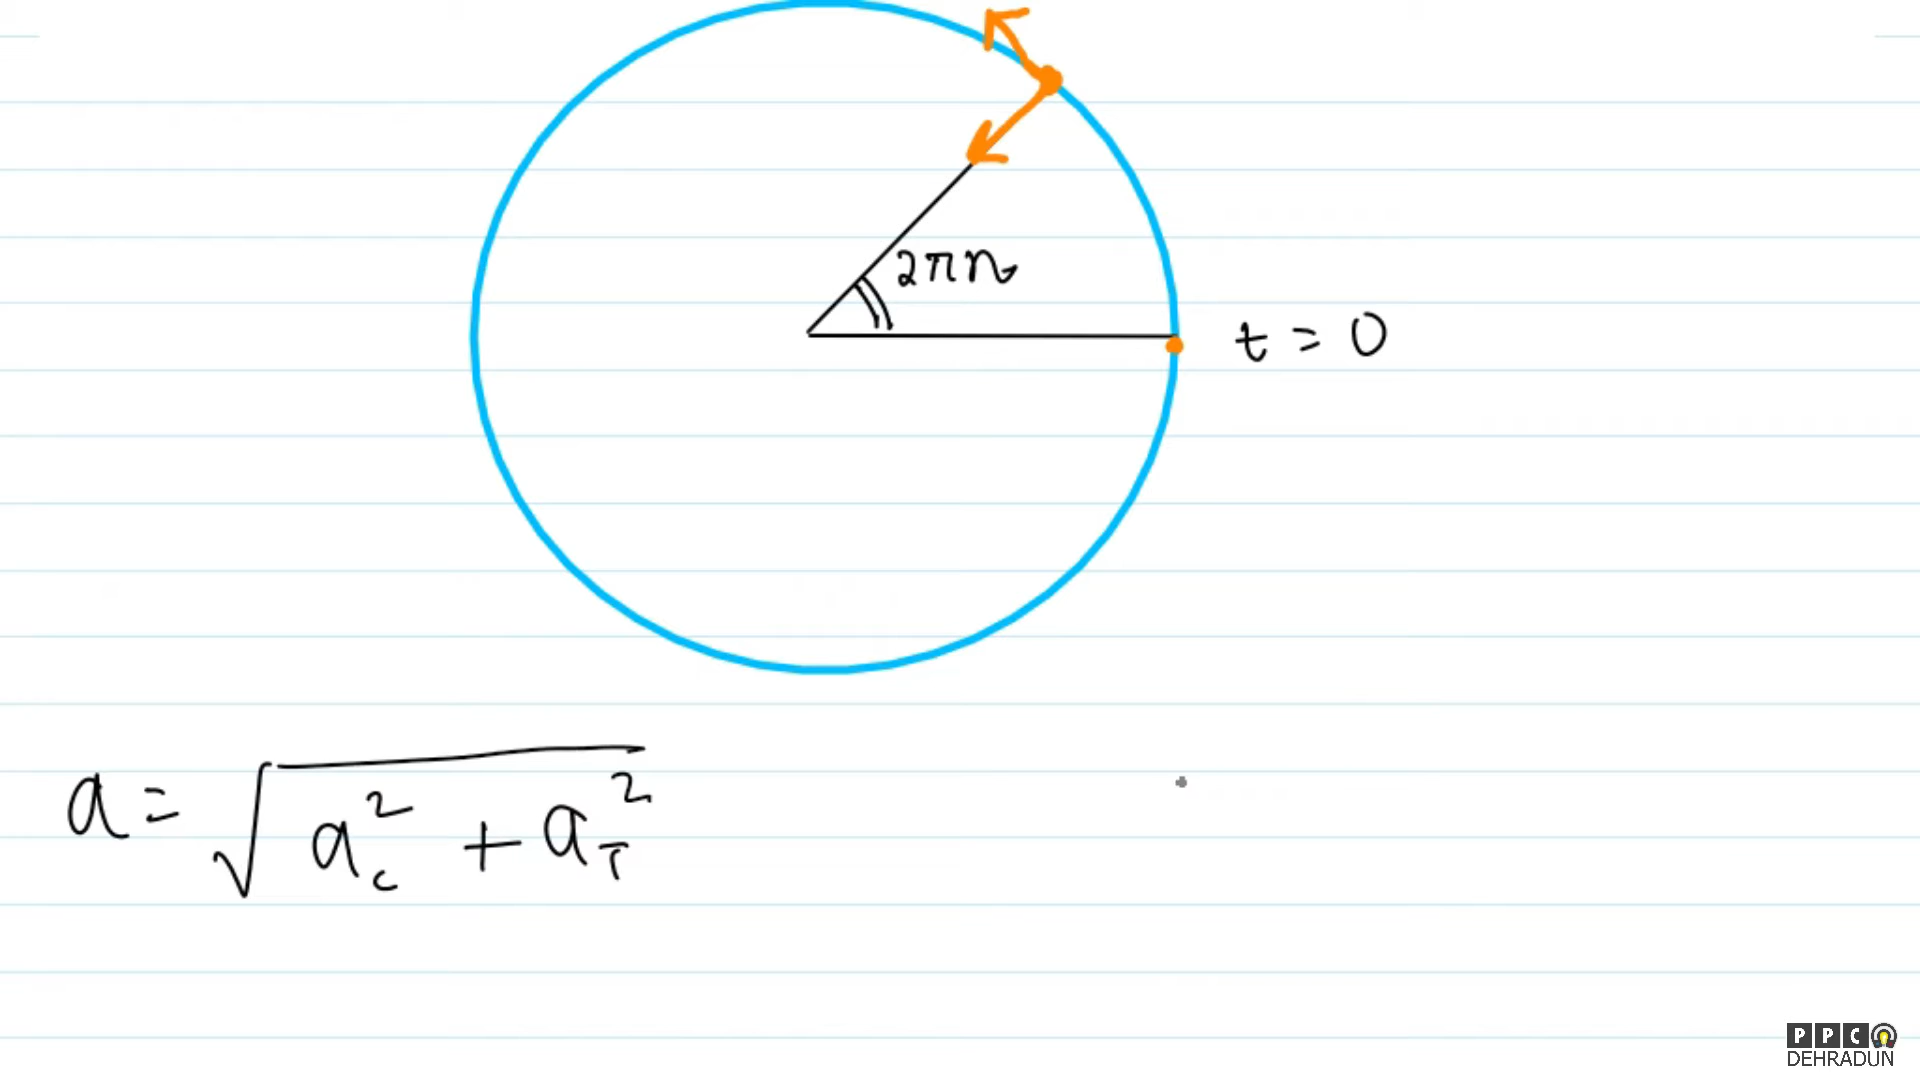 2πn
t = 0
a = √(a_c² + a_T²)
PPC
DEHRADUN